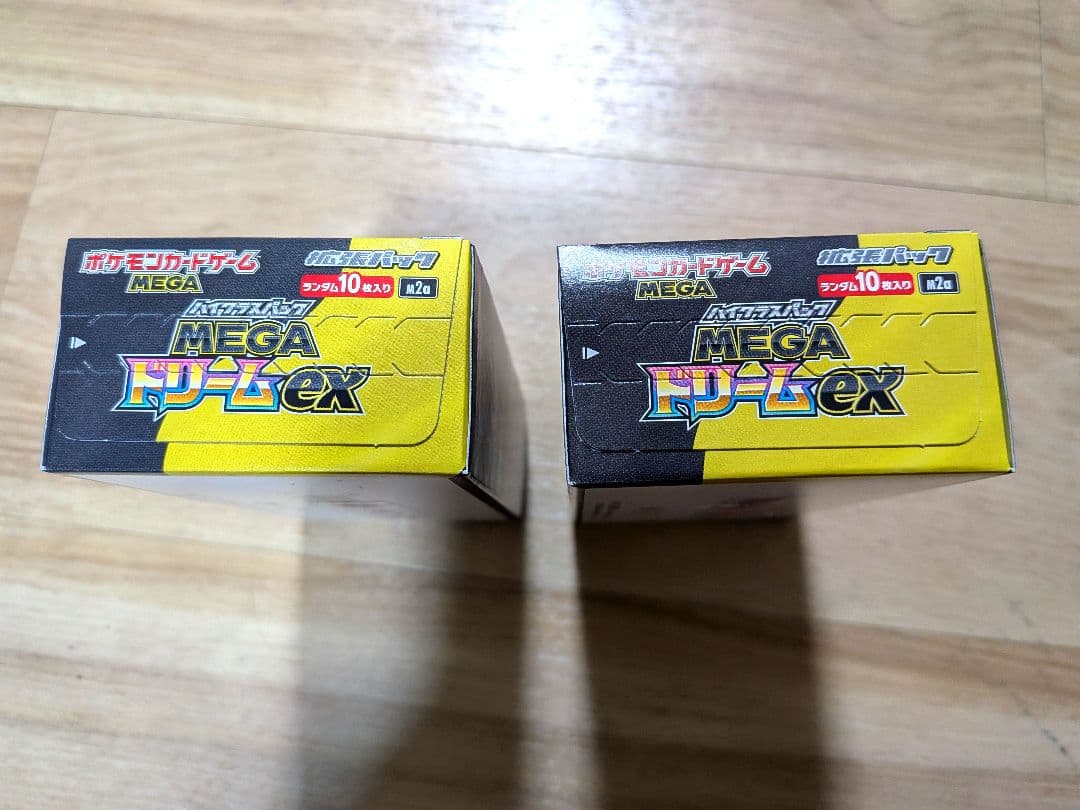 ポケモンカードゲーム
MEGA
拡張パック
ランダム10枚入り M2a
ハイクラスパック
MEGA
ドリームex
ポケモンカードゲーム
MEGA
拡張パック
ランダム10枚入り M2a
ハイクラスパック
MEGA
ドリームex